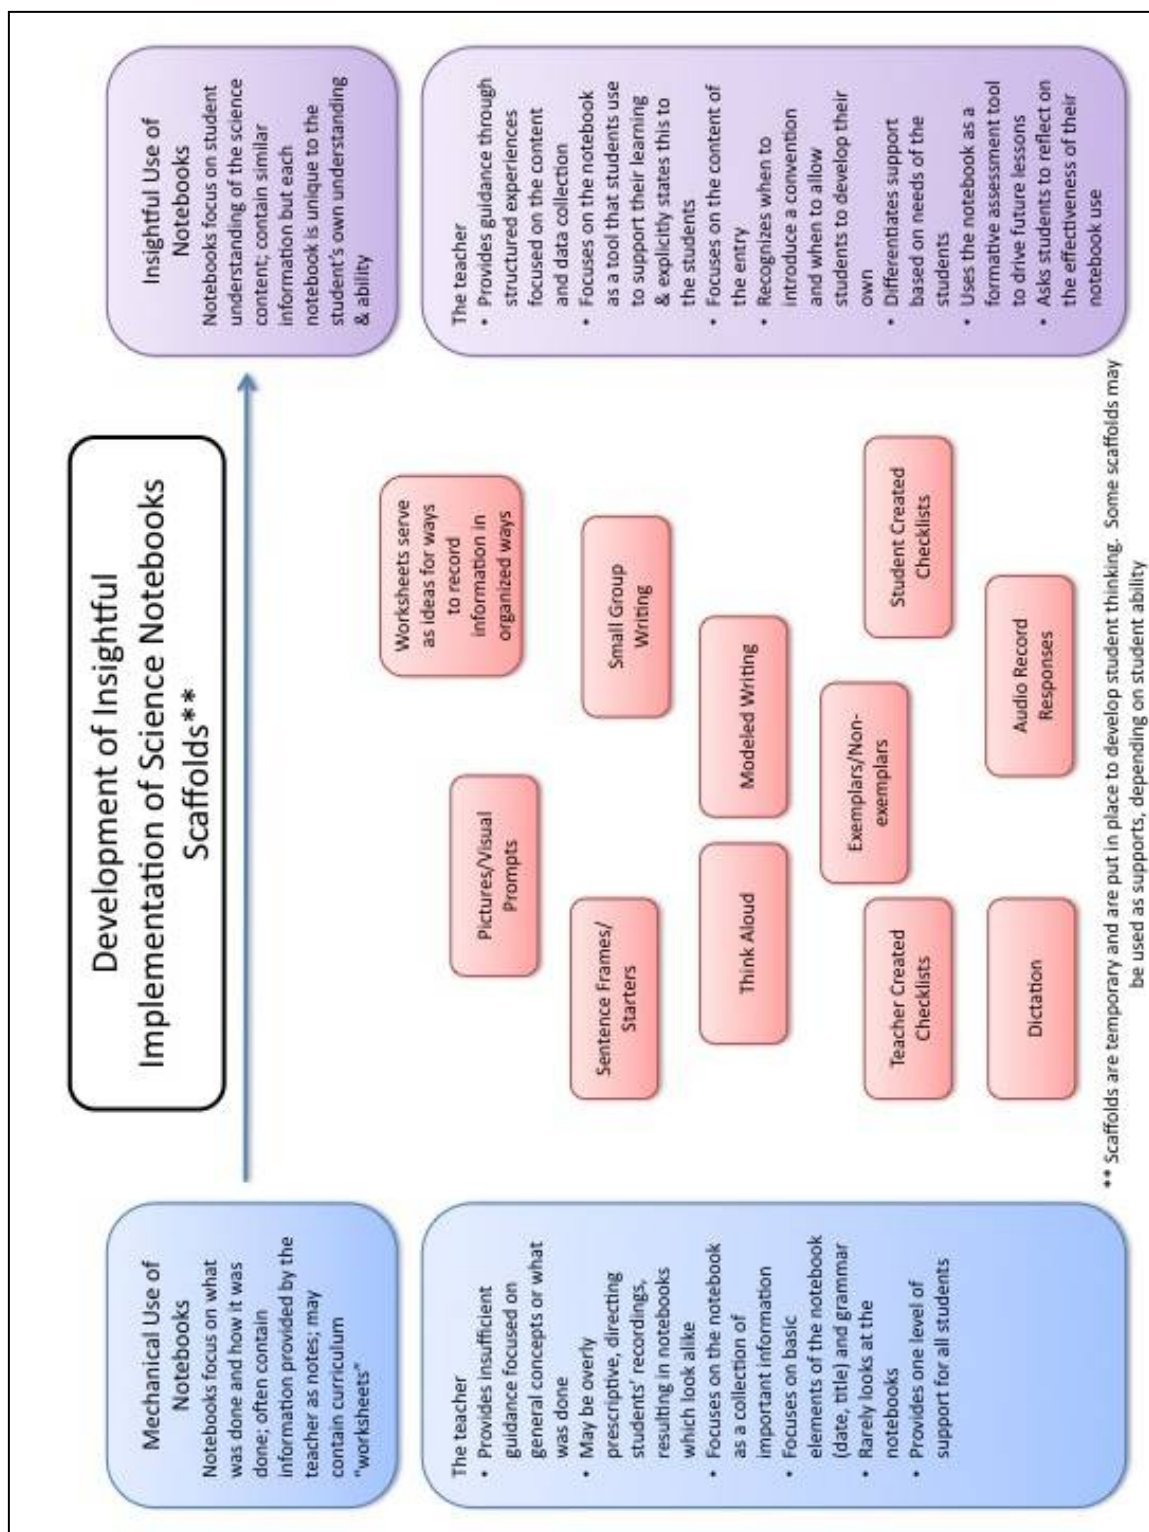 Development of Insightful
Implementation of Science Notebooks
Scaffolds**
Mechanical Use of
Notebooks
Notebooks focus on what
was done and how it was
done; often contain
information provided by the
teacher as notes; may
contain curriculum
“worksheets”
The teacher
• Provides insufficient
guidance focused on
general concepts or what
was done
• May be overly
prescriptive, directing
students’ recordings,
resulting in notebooks
which look alike
• Focuses on the notebook
as a collection of
important information
• Focuses on basic
elements of the notebook
(date, title) and grammar
• Rarely looks at the
notebooks
• Provides one level of
support for all students
Pictures/Visual
Prompts
Worksheets serve
as ideas for ways
to record
information in
organized ways
Sentence Frames/
Starters
Small Group
Writing
Think Aloud
Modeled Writing
Exemplars/Non-
exemplars
Teacher Created
Checklists
Student Created
Checklists
Dictation
Audio Record
Responses
Insightful Use of
Notebooks
Notebooks focus on student
understanding of the science
content; contain similar
information but each
notebook is unique to the
student’s own understanding
& ability
The teacher
• Provides guidance through
structured experiences
focused on the content
and data collection
• Focuses on the notebook
as a tool that students use
to support their learning
& explicitly states this to
the students
• Focuses on the content of
the entry
• Recognizes when to
introduce a convention
and when to allow
students to develop their
own
• Differentiates support
based on needs of the
students
• Uses the notebook as a
formative assessment tool
to drive future lessons
• Asks students to reflect on
the effectiveness of their
notebook use
** Scaffolds are temporary and are put in place to develop student thinking. Some scaffolds may
be used as supports, depending on student ability